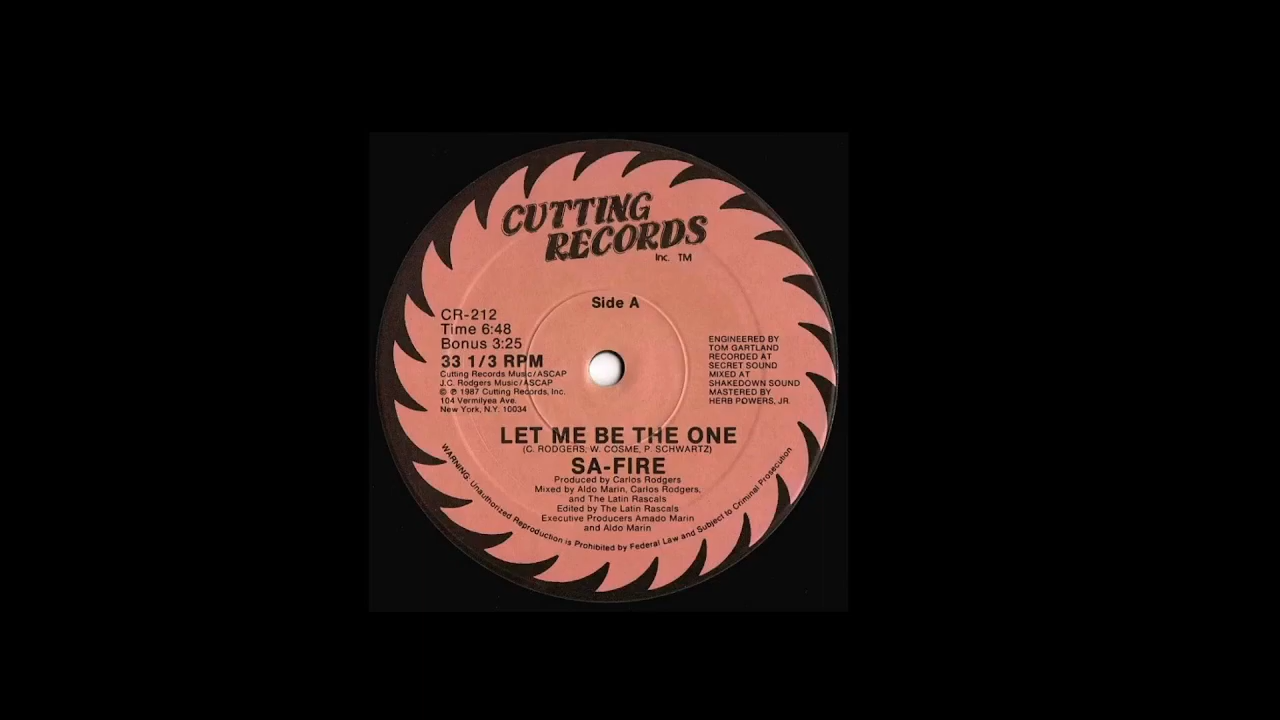 CUTTING
RECORDS
Inc. TM
Side A
CR-212
Time 6:48
Bonus 3:25
33 1/3 RPM
Cutting Records Music/ASCAP
J.C. Rodgers Music/ASCAP
© ℗ 1987 Cutting Records, Inc.
104 Vermilyea Ave.
New York, N.Y. 10034
ENGINEERED BY
TOM GARTLAND
RECORDED AT
SECRET SOUND
MIXED AT
SHAKEDOWN SOUND
MASTERED BY
HERB POWERS, JR.
LET ME BE THE ONE
(C. RODGERS, W. COSME, P. SCHWARTZ)
SA-FIRE
Produced by Carlos Rodgers
Mixed by Aldo Marin, Carlos Rodgers,
and The Latin Rascals
Edited by The Latin Rascals
Executive Producers Amado Marin
and Aldo Marin
WARNING: Unauthorized Reproduction is Prohibited by Federal Law and Subject to Criminal Prosecution